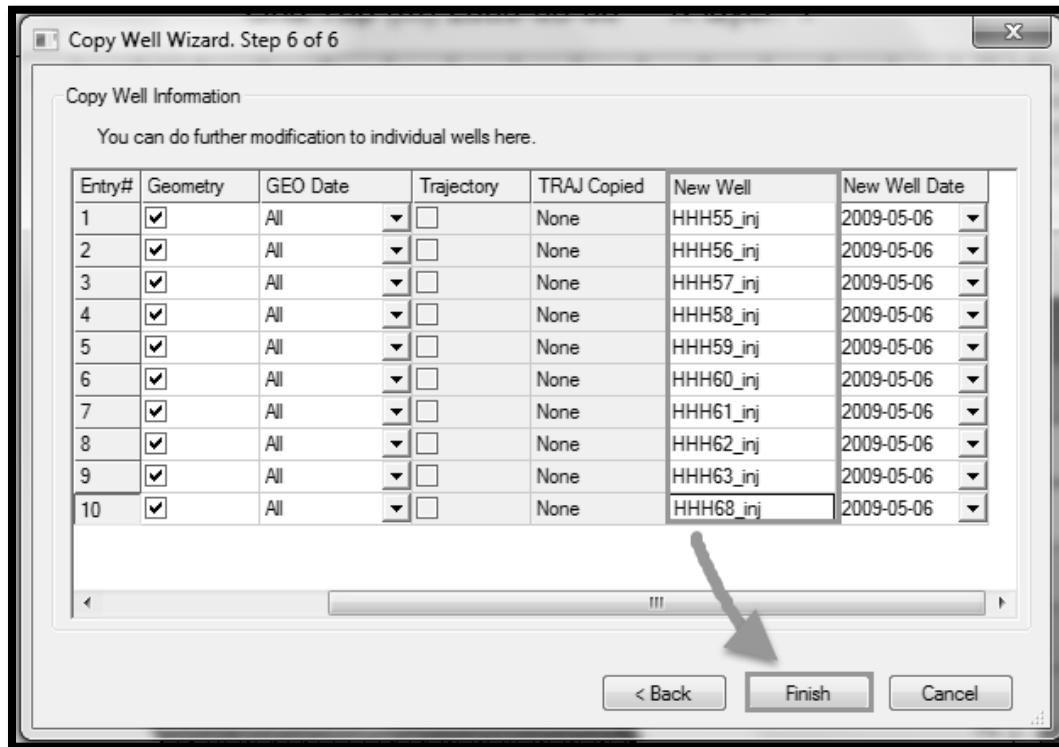 Copy Well Wizard. Step 6 of 6
Copy Well Information
You can do further modification to individual wells here.
Entry# Geometry GEO Date Trajectory TRAJ Copied New Well New Well Date
1 All None HHH55_inj 2009-05-06
2 All None HHH56_inj 2009-05-06
3 All None HHH57_inj 2009-05-06
4 All None HHH58_inj 2009-05-06
5 All None HHH59_inj 2009-05-06
6 All None HHH60_inj 2009-05-06
7 All None HHH61_inj 2009-05-06
8 All None HHH62_inj 2009-05-06
9 All None HHH63_inj 2009-05-06
10 All None HHH68_inj 2009-05-06
< Back Finish Cancel